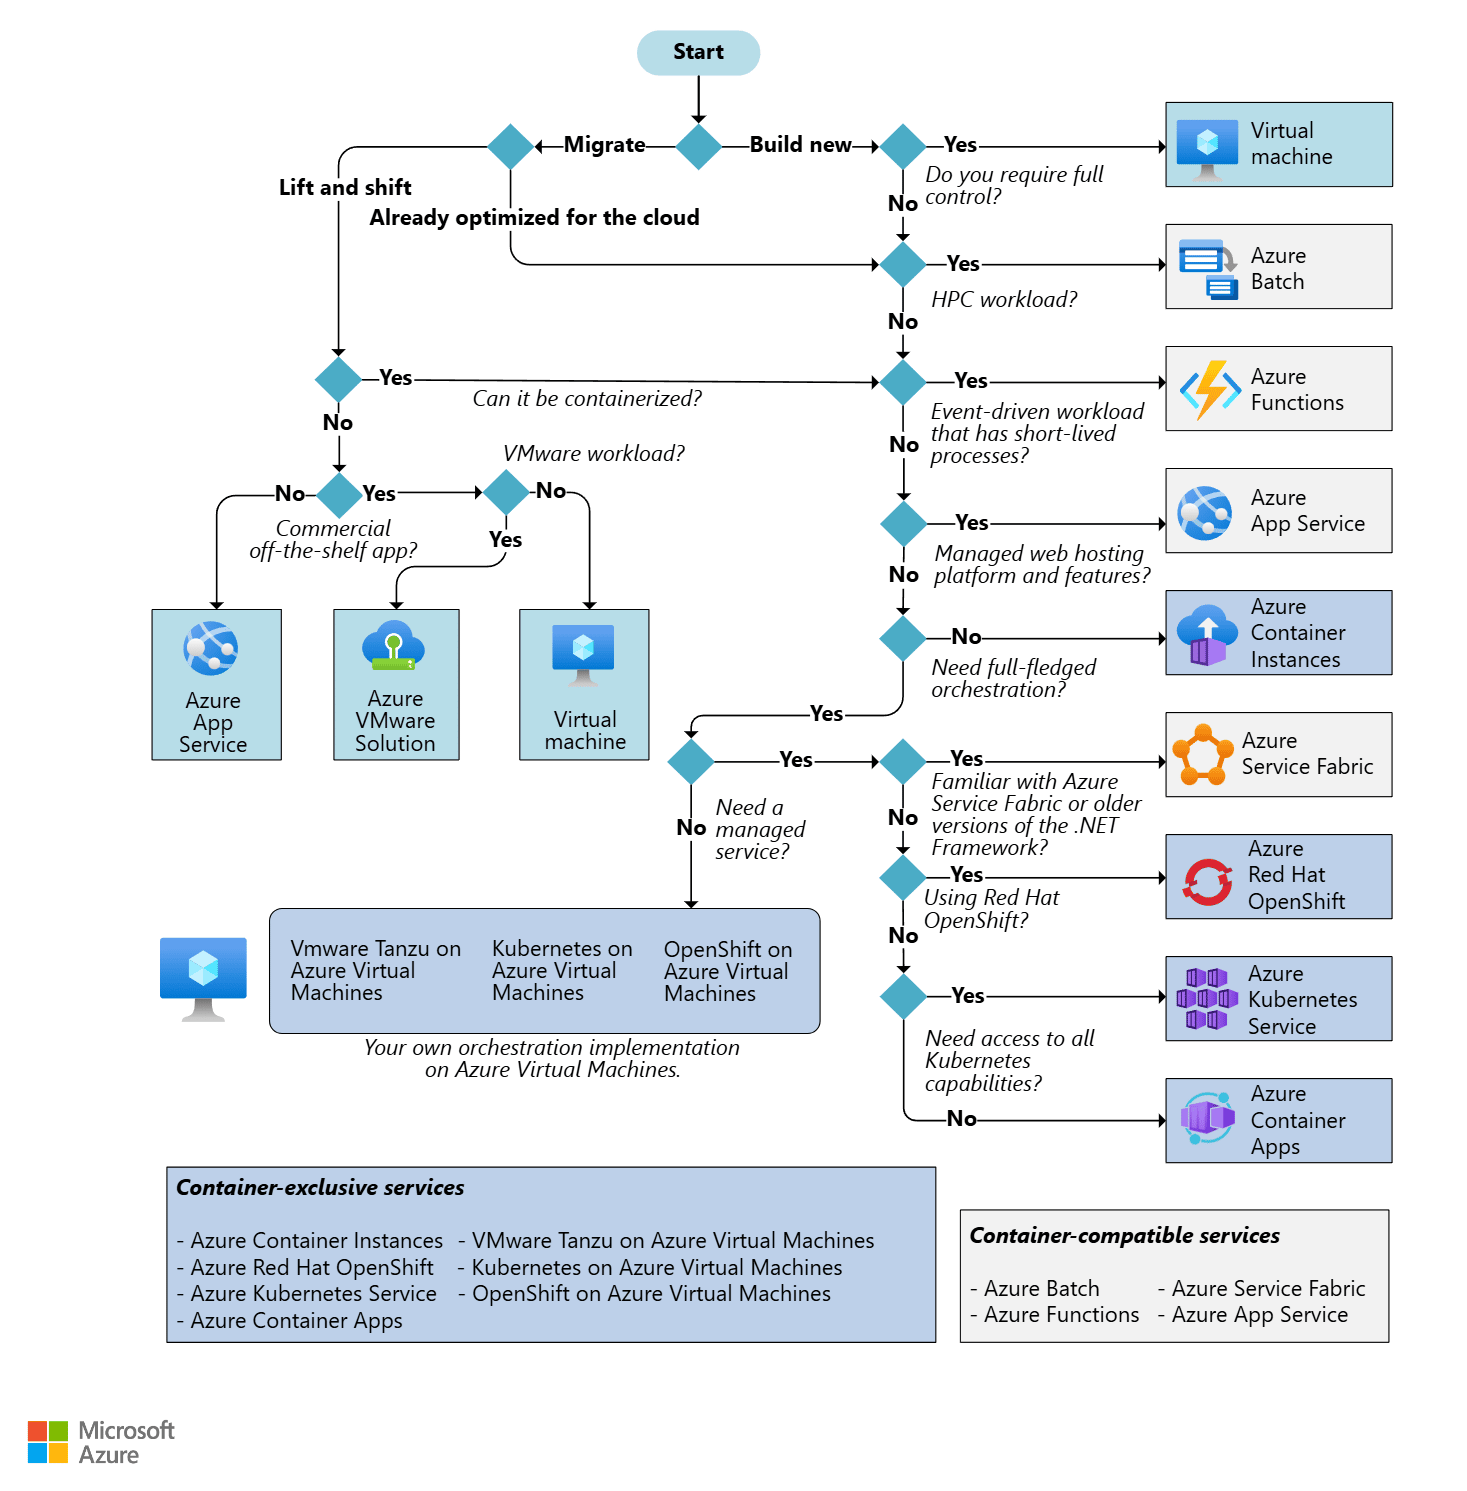 Start
Migrate
Build new
Yes
Virtual
machine
Do you require full
control?
Lift and shift
No
Already optimized for the cloud
Yes
Azure
Batch
HPC workload?
No
Yes
Can it be containerized?
Yes
Azure
Functions
Event-driven workload
that has short-lived
processes?
No
No
VMware workload?
No
Yes
No
Commercial
off-the-shelf app?
Yes
Yes
Azure
App Service
Managed web hosting
platform and features?
No
Azure
App
Service
Azure
VMware
Solution
Virtual
machine
No
Azure
Container
Instances
Need full-fledged
orchestration?
Yes
Yes
Need a
managed
service?
No
Yes
Azure
Service Fabric
Familiar with Azure
Service Fabric or older
versions of the .NET
Framework?
No
Yes
Azure
Red Hat
OpenShift
Using Red Hat
OpenShift?
No
Vmware Tanzu on
Azure Virtual
Machines
Kubernetes on
Azure Virtual
Machines
OpenShift on
Azure Virtual
Machines
Your own orchestration implementation
on Azure Virtual Machines.
Yes
Azure
Kubernetes
Service
Need access to all
Kubernetes
capabilities?
No
Azure
Container
Apps
Container-exclusive services
- Azure Container Instances
- Azure Red Hat OpenShift
- Azure Kubernetes Service
- Azure Container Apps
- VMware Tanzu on Azure Virtual Machines
- Kubernetes on Azure Virtual Machines
- OpenShift on Azure Virtual Machines
Container-compatible services
- Azure Batch
- Azure Functions
- Azure Service Fabric
- Azure App Service
Microsoft
Azure